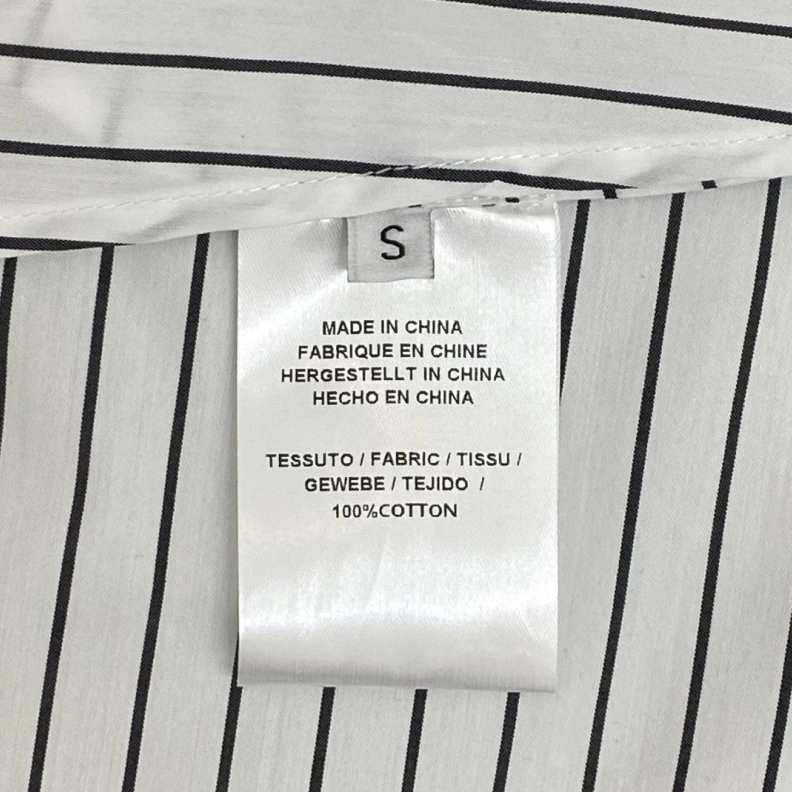 S
MADE IN CHINA
FABRIQUE EN CHINE
HERGESTELLT IN CHINA
HECHO EN CHINA
TESSUTO / FABRIC / TISSU /
GEWEBE / TEJIDO /
100%COTTON